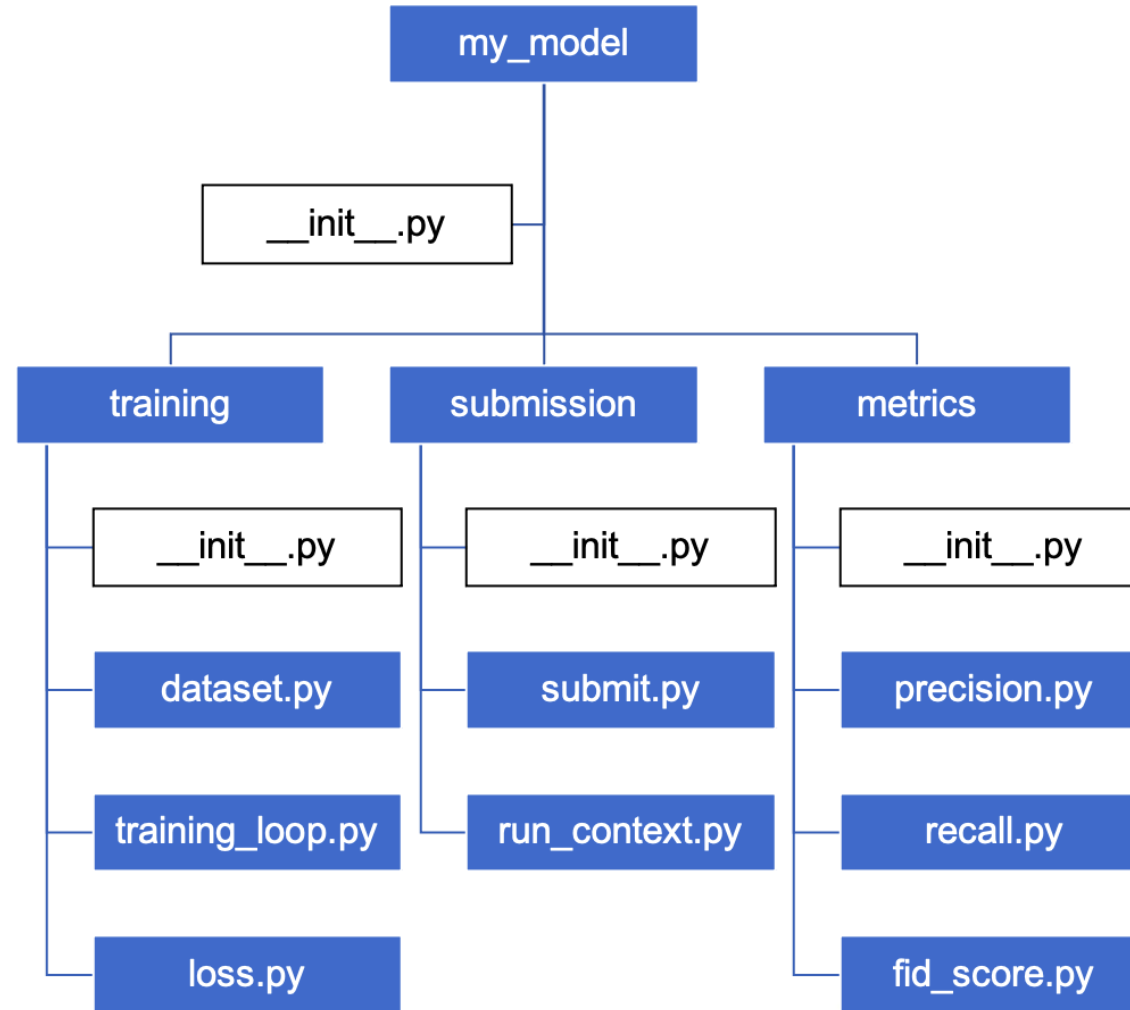 my_model
__init__.py
training
submission
metrics
__init__.py
__init__.py
__init__.py
dataset.py
submit.py
precision.py
training_loop.py
run_context.py
recall.py
loss.py
fid_score.py